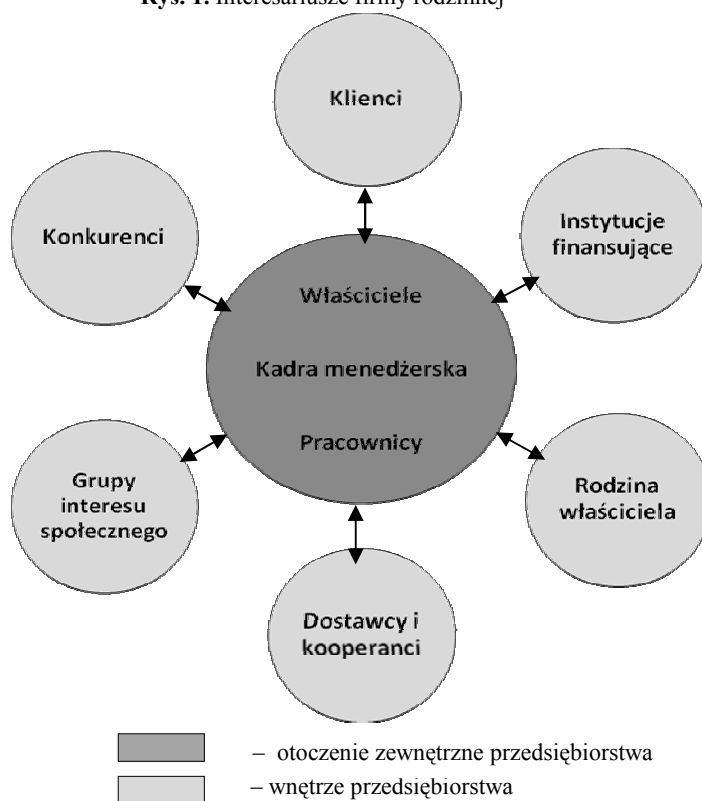 Rys. 1. Interesariusze firmy rodzinnej
Klienci
Konkurenci
Instytucje
finansujące
Właściciele
Kadra menedżerska
Pracownicy
Grupy
interesu
społecznego
Rodzina
właściciela
Dostawcy i
kooperanci
– otoczenie zewnętrzne przedsiębiorstwa
– wnętrze przedsiębiorstwa